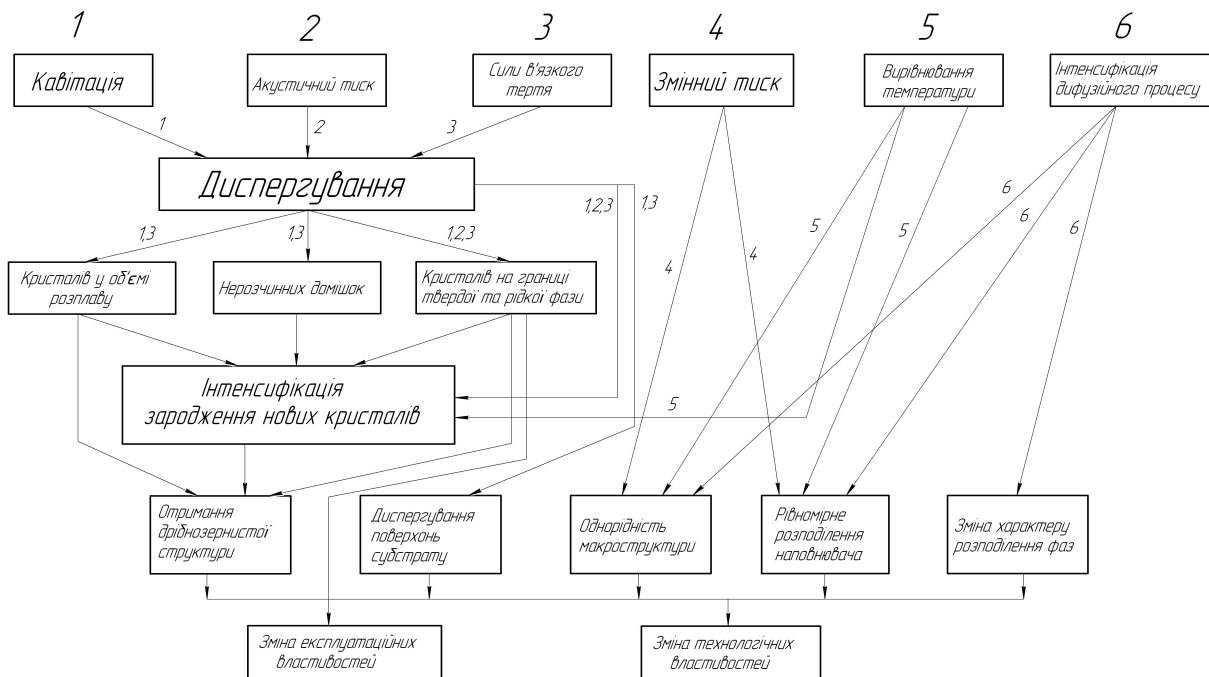 1
2
3
4
5
6
Кавітація
Акустичний тиск
Сили в'язкого
тертя
Змінний тиск
Вирівнювання
температури
Інтенсифікація
дифузійного процесу
1
2
3
Диспергування
1,3
1,3
1,2,3
1,2,3
1,3
4
4
5
5
6
6
6
Кристалів у об'ємі
розплаву
Нерозчинних домішок
Кристалів на границі
твердої та рідкої фази
Інтенсифікація
зародження нових кристалів
5
Отримання
дрібнозернистої
структури
Диспергування
поверхонь
субстрату
Однорідність
макроструктури
Рівномірне
розподілення
наповнювача
Зміна характеру
розподілення фаз
Зміна експлуатаційних
властивостей
Зміна технологічних
властивостей